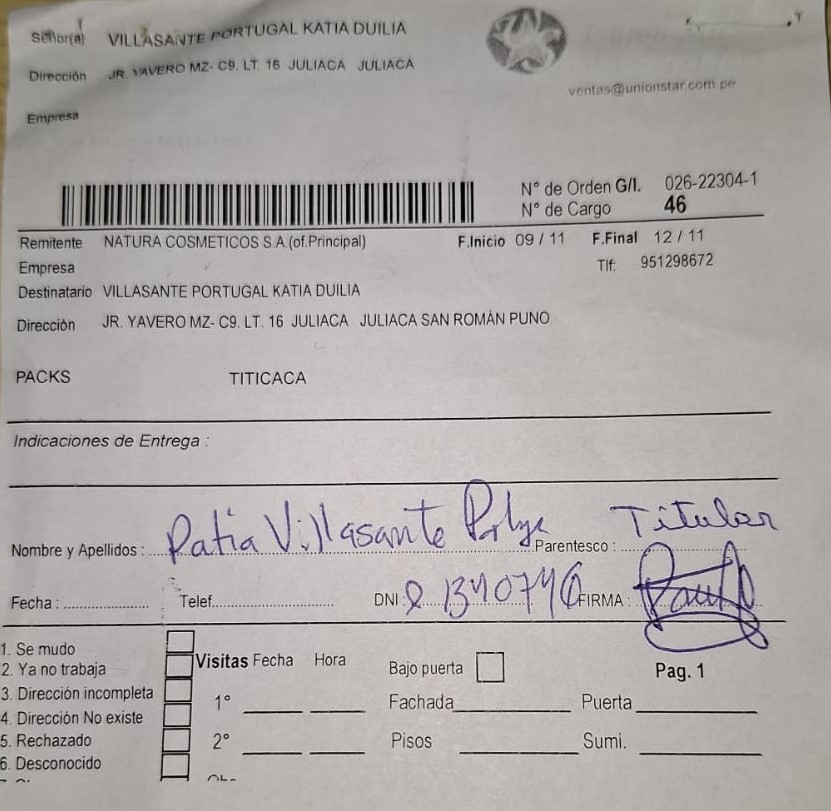 Señor(a) VILLASANTE PORTUGAL KATIA DUILIA
Dirección JR. YAVERO MZ- C9. LT. 16 JULIACA JULIACA
ventas@unionstar.com.pe
Empresa
N° de Orden G/I. 026-22304-1
N° de Cargo 46
Remitente NATURA COSMETICOS S.A.(of.Principal) F.Inicio 09 / 11 F.Final 12 / 11
Empresa Tlf: 951298672
Destinatario VILLASANTE PORTUGAL KATIA DUILIA
Dirección JR. YAVERO MZ- C9. LT. 16 JULIACA JULIACA SAN ROMÁN PUNO
PACKS TITICACA
Indicaciones de Entrega :
Nombre y Apellidos : Katia Villasante Parentesco : Titular
Fecha : Telef. DNI : FIRMA :
1. Se mudo
2. Ya no trabaja Visitas Fecha Hora Bajo puerta Pag. 1
3. Dirección incompleta 1° Fachada Puerta
4. Dirección No existe
5. Rechazado 2° Pisos Sumi.
6. Desconocido